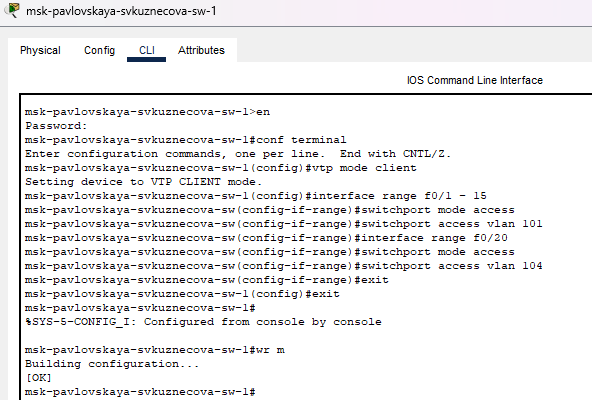 msk-pavlovskaya-svkuznecova-sw-1
Physical Config CLI Attributes
IOS Command Line Interface
msk-pavlovskaya-svkuznecova-sw-1>en
Password:
msk-pavlovskaya-svkuznecova-sw-1#conf terminal
Enter configuration commands, one per line.  End with CNTL/Z.
msk-pavlovskaya-svkuznecova-sw-1(config)#vtp mode client
Setting device to VTP CLIENT mode.
msk-pavlovskaya-svkuznecova-sw-1(config)#interface range f0/1 - 15
msk-pavlovskaya-svkuznecova-sw(config-if-range)#switchport mode access
msk-pavlovskaya-svkuznecova-sw(config-if-range)#switchport access vlan 101
msk-pavlovskaya-svkuznecova-sw(config-if-range)#interface range f0/20
msk-pavlovskaya-svkuznecova-sw(config-if-range)#switchport mode access
msk-pavlovskaya-svkuznecova-sw(config-if-range)#switchport access vlan 104
msk-pavlovskaya-svkuznecova-sw(config-if-range)#exit
msk-pavlovskaya-svkuznecova-sw-1(config)#exit
msk-pavlovskaya-svkuznecova-sw-1#
%SYS-5-CONFIG_I: Configured from console by console
msk-pavlovskaya-svkuznecova-sw-1#wr m
Building configuration...
[OK]
msk-pavlovskaya-svkuznecova-sw-1#